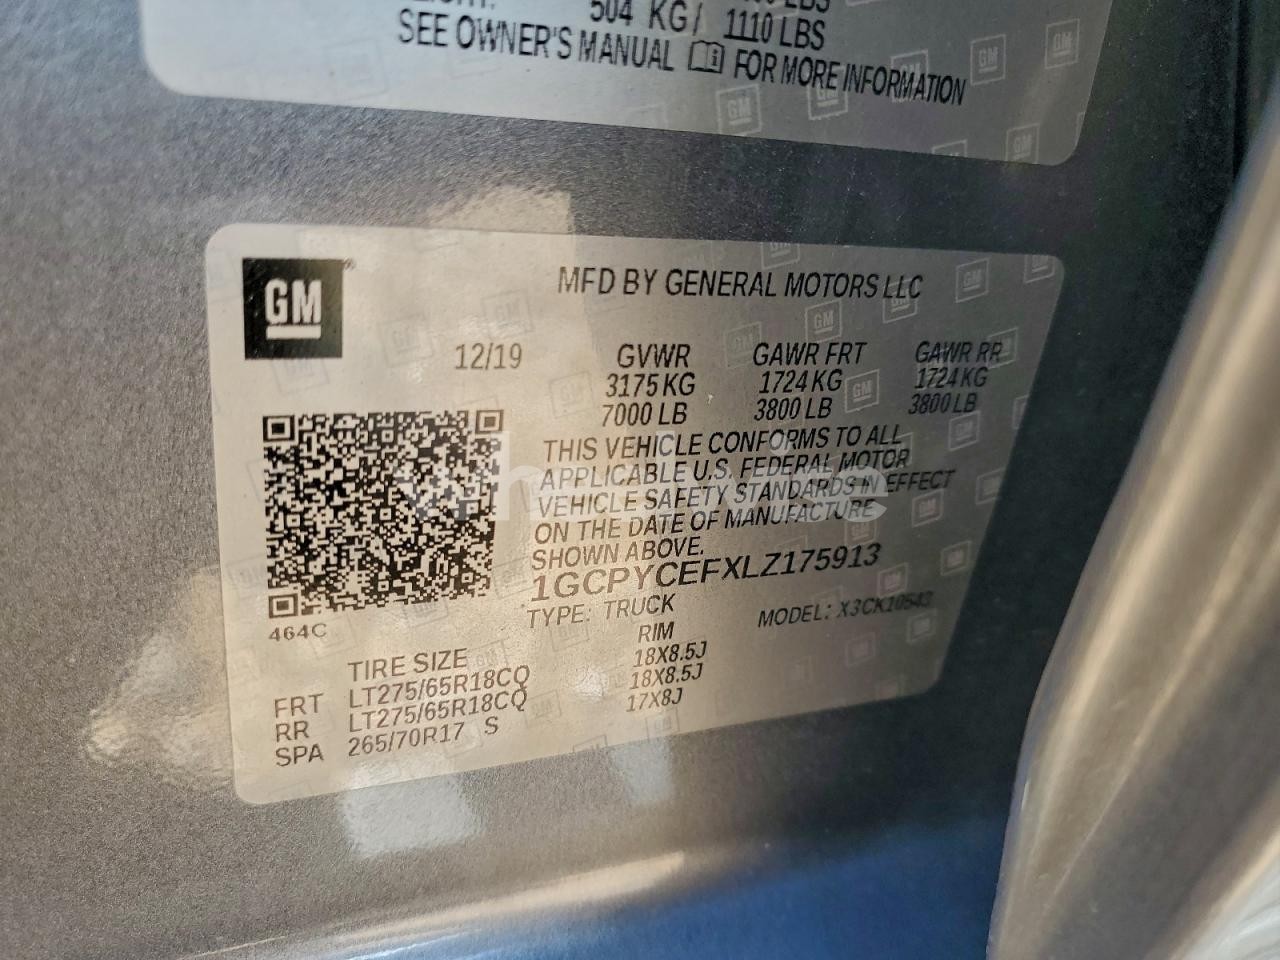 504 KG / 1110 LBS
SEE OWNER'S MANUAL FOR MORE INFORMATION
GM
MFD BY GENERAL MOTORS LLC
12/19 GVWR GAWR FRT GAWR RR
3175 KG 1724 KG 1724 KG
7000 LB 3800 LB 3800 LB
THIS VEHICLE CONFORMS TO ALL
APPLICABLE U.S. FEDERAL MOTOR
VEHICLE SAFETY STANDARDS IN EFFECT
ON THE DATE OF MANUFACTURE
SHOWN ABOVE.
1GCPYCEFXLZ175913
TYPE: TRUCK MODEL: X3CK10543
464C
TIRE SIZE RIM
FRT LT275/65R18CQ 18X8.5J
RR LT275/65R18CQ 18X8.5J
SPA 265/70R17 S 17X8J